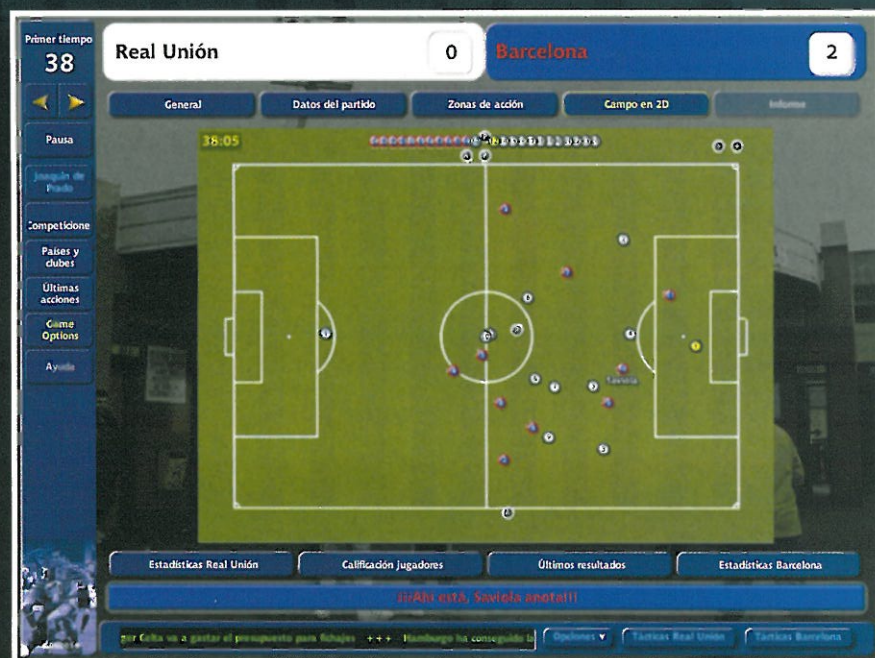 Primer tiempo
38
Real Unión 0 Barcelona 2
General Datos del partido Zonas de acción Campo en 2D Informe
Pausa
Joaquín de
Prado
Competicione
Países y
clubes
Últimas
acciones
Game
Options
Ayuda
38:05
Saviola
Estadísticas Real Unión Calificación jugadores Últimos resultados Estadísticas Barcelona
¡¡¡Ahí está, Saviola anota!!!
Celta va a gastar el presupuesto para fichajes +++ Hamburgo ha conseguido
Opciones Tácticas Real Unión Tácticas Barcelona